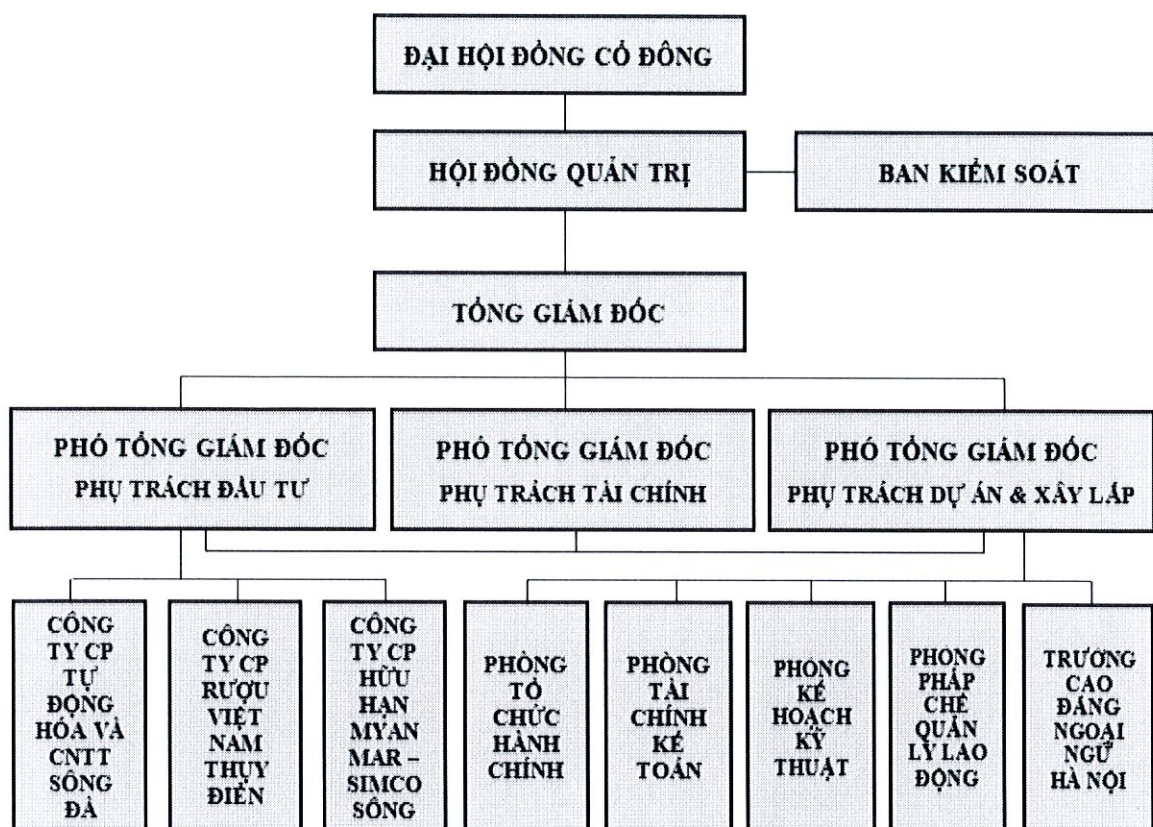 ĐẠI HỘI ĐỒNG CỔ ĐÔNG
HỘI ĐỒNG QUẢN TRỊ
BAN KIỂM SOÁT
TỔNG GIÁM ĐỐC
PHÓ TỔNG GIÁM ĐỐC
PHỤ TRÁCH ĐẦU TƯ
PHÓ TỔNG GIÁM ĐỐC
PHỤ TRÁCH TÀI CHÍNH
PHÓ TỔNG GIÁM ĐỐC
PHỤ TRÁCH DỰ ÁN & XÂY LẮP
CÔNG
TY CP
TỰ
ĐỘNG
HÓA VÀ
CNTT
SÔNG
ĐÀ
CÔNG
TY CP
RƯỢU
VIỆT
NAM
THỤY
ĐIỂN
CÔNG
TY CP
HỮU
HẠN
MYAN
MAR –
SIMCO
SÔNG
PHÒNG
TỔ
CHỨC
HÀNH
CHÍNH
PHÒNG
TÀI
CHÍNH
KẾ
TOÁN
PHÒNG
KẾ
HOẠCH
KỸ
THUẬT
PHÒNG
PHÁP
CHẾ
QUẢN
LÝ LAO
ĐỘNG
TRƯỜNG
CAO
ĐẲNG
NGOẠI
NGỮ
HÀ NỘI